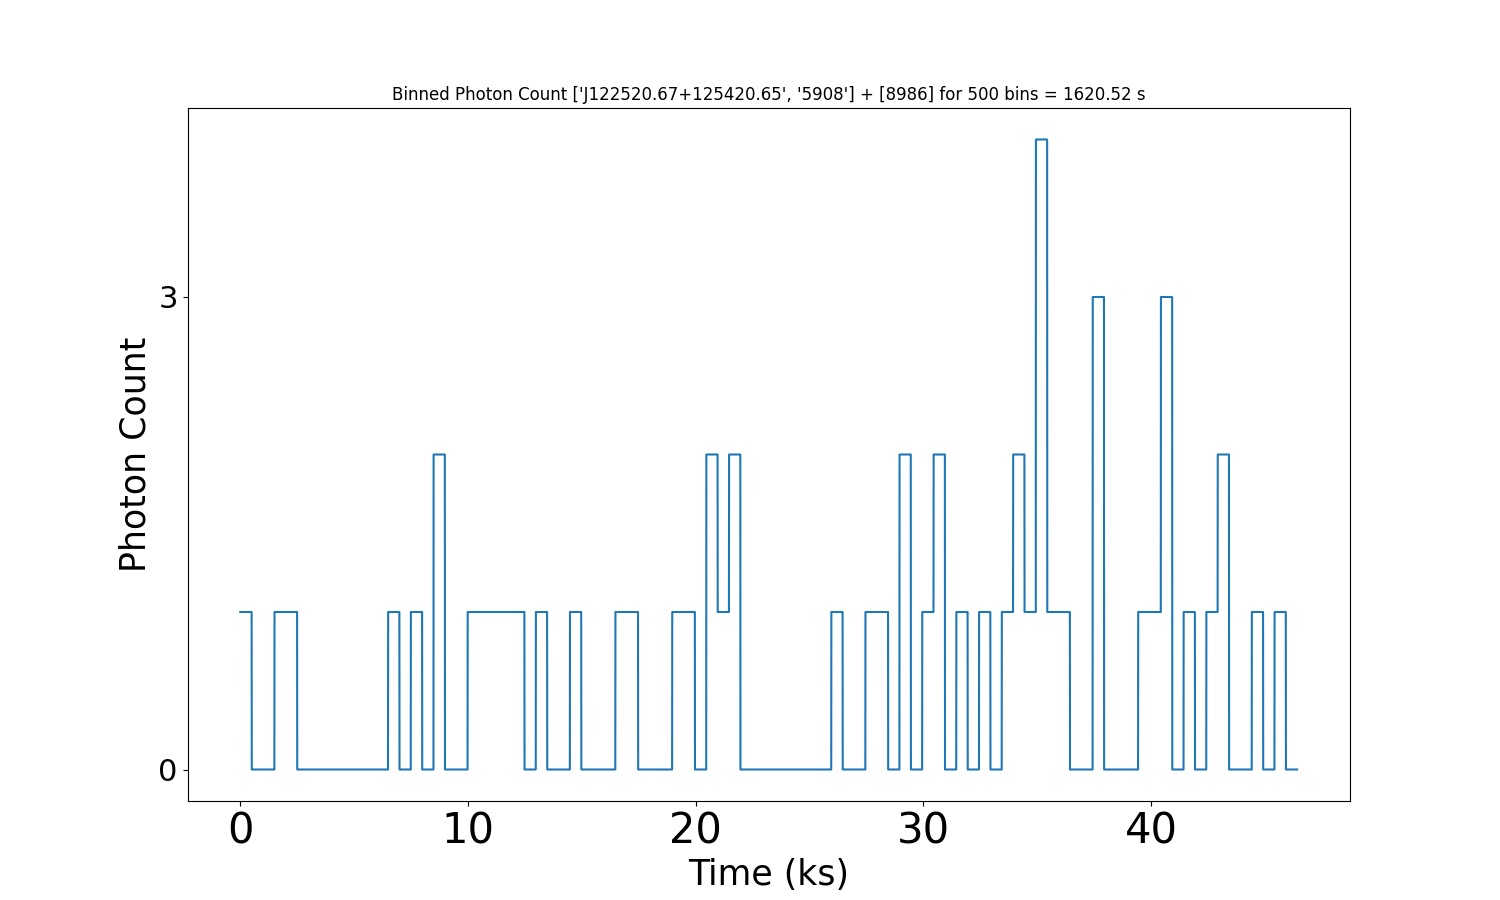 Binned Photon Count ['J122520.67+125420.65', '5908'] + [8986] for 500 bins = 1620.52 s
3
0
Photon Count
0 10 20 30 40
Time (ks)